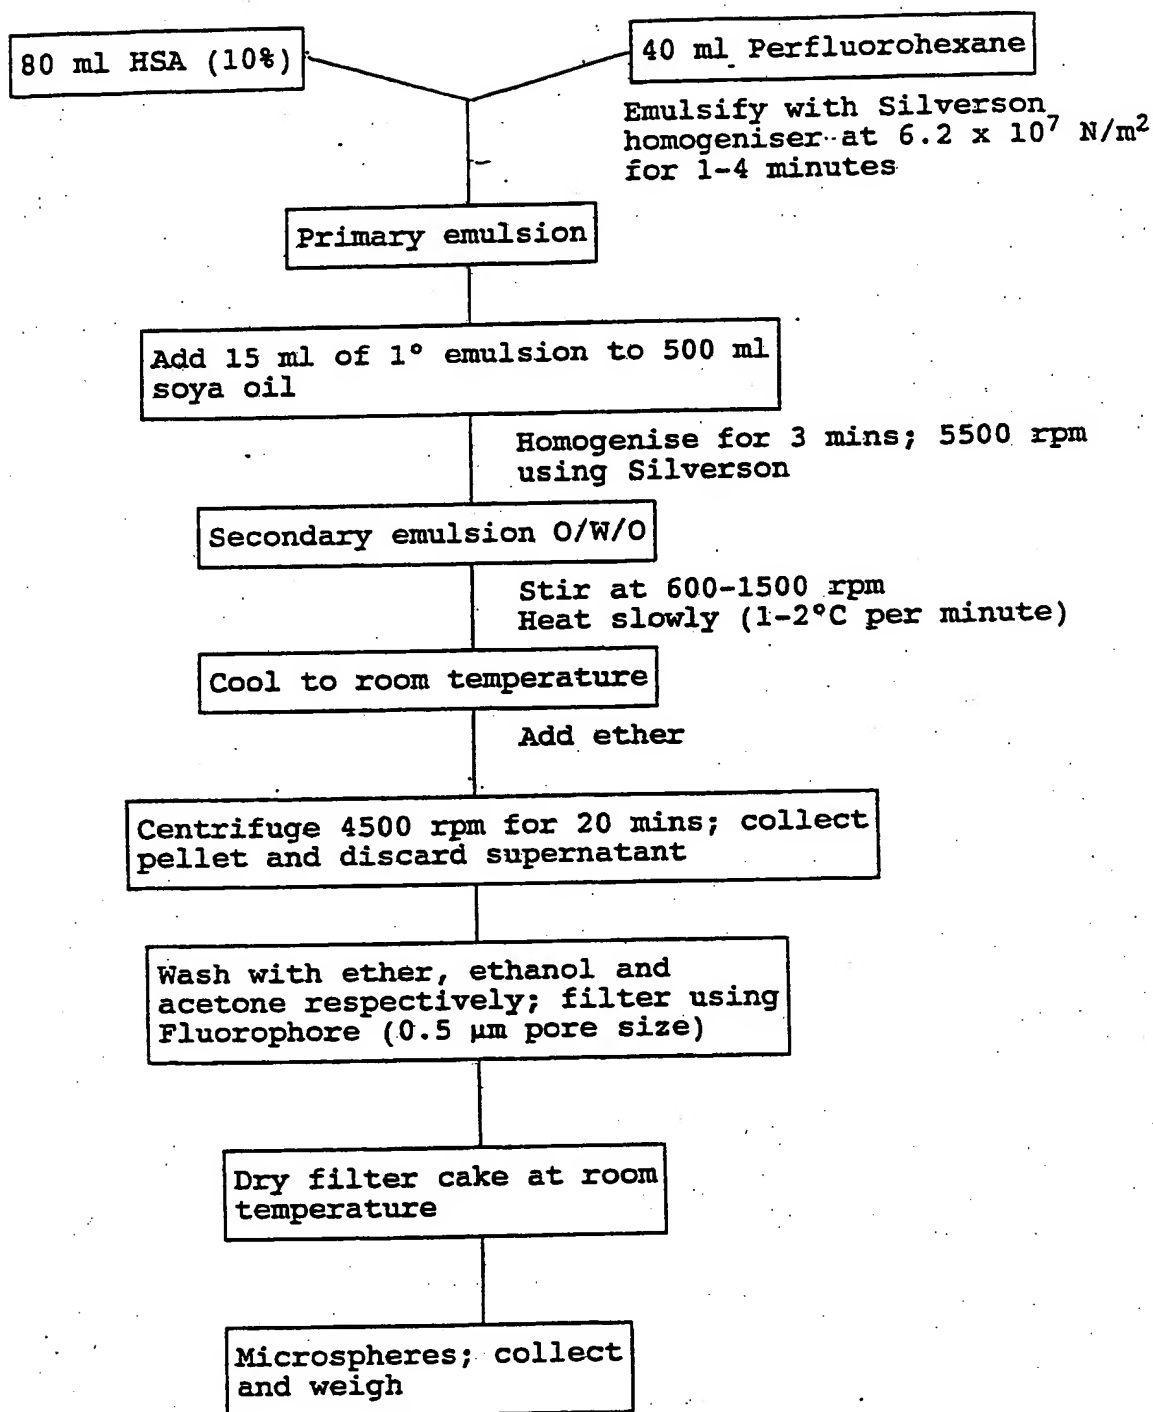 80 ml HSA (10%)
40 ml Perfluorohexane
Emulsify with Silverson
homogeniser at 6.2 x 10⁷ N/m²
for 1-4 minutes
Primary emulsion
Add 15 ml of 1° emulsion to 500 ml
soya oil
Homogenise for 3 mins; 5500 rpm
using Silverson
Secondary emulsion O/W/O
Stir at 600-1500 rpm
Heat slowly (1-2°C per minute)
Cool to room temperature
Add ether
Centrifuge 4500 rpm for 20 mins; collect
pellet and discard supernatant
Wash with ether, ethanol and
acetone respectively; filter using
Fluorophore (0.5 µm pore size)
Dry filter cake at room
temperature
Microspheres; collect
and weigh